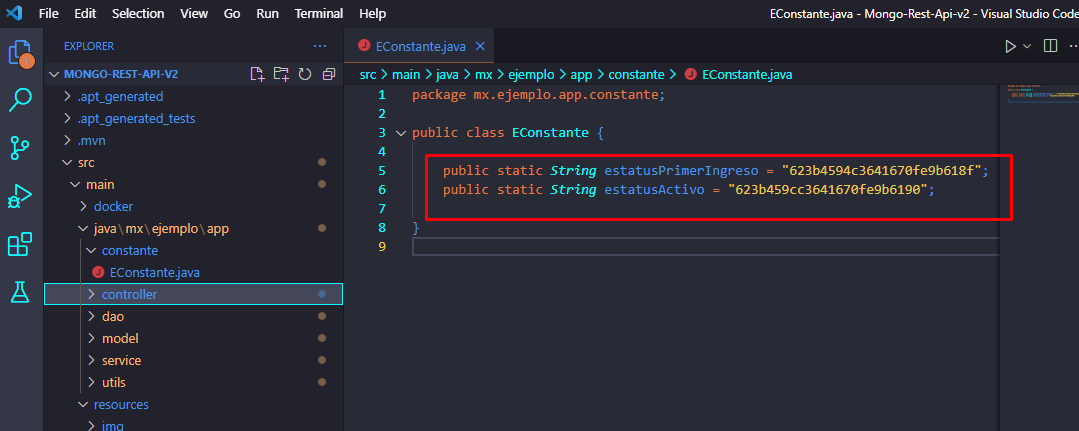 File Edit Selection View Go Run Terminal Help EConstante.java - Mongo-Rest-Api-v2 - Visual Studio Code
EXPLORER
MONGO-REST-API-V2
.apt_generated
.apt_generated_tests
.mvn
src
main
docker
java\mx\ejemplo\app
constante
EConstante.java
controller
dao
model
service
utils
resources
img
EConstante.java
src > main > java > mx > ejemplo > app > constante > EConstante.java
1 package mx.ejemplo.app.constante;
2
3 public class EConstante {
4
5 public static String estatusPrimerIngreso = "623b4594c3641670fe9b618f";
6 public static String estatusActivo = "623b459cc3641670fe9b6190";
7
8 }
9